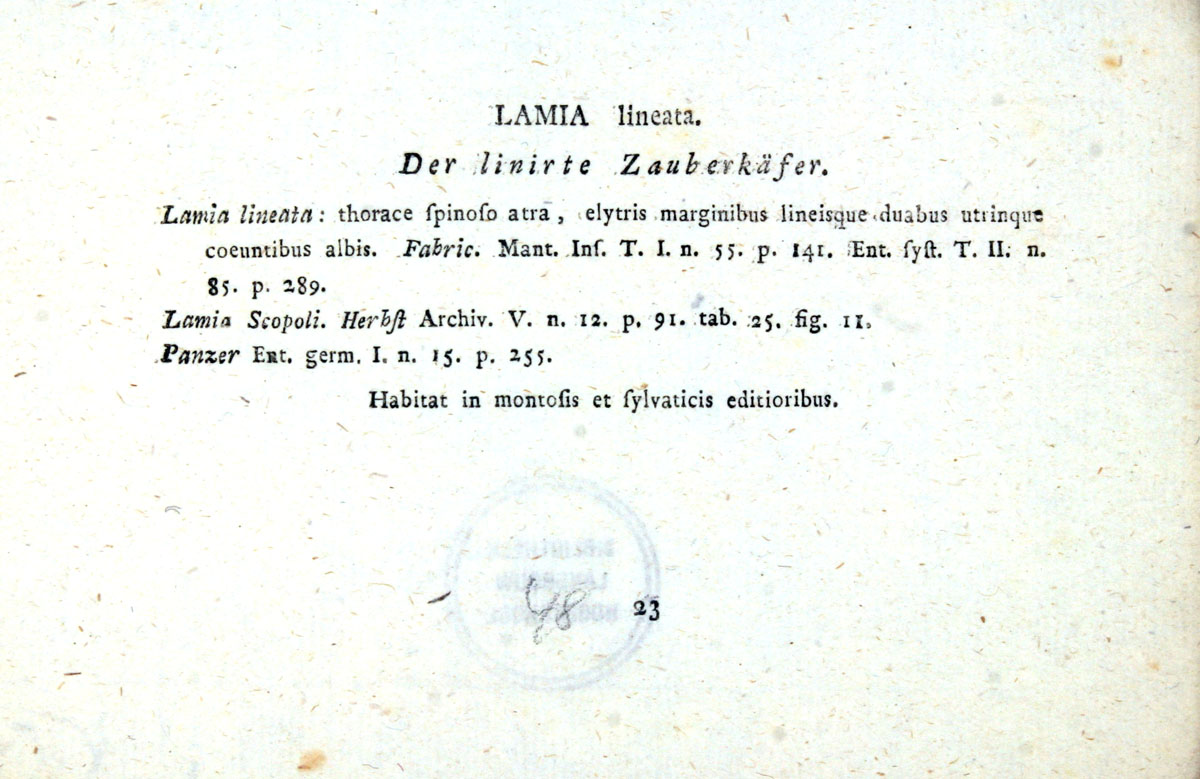 LAMIA lineata.
Der linirte Zauberkäfer.
Lamia lineata: thorace ſpinoſo atra, elytris marginibus lineisque duabus utrinque
coeuntibus albis. Fabric. Mant. Inſ. T. I. n. 55. p. 141. Ent. ſyſt. T. II. n.
85. p. 289.
Lamia Scopoli. Herbſt Archiv. V. n. 12. p. 91. tab. 25. fig. 11.
Panzer Ent. germ. I. n. 15. p. 255.
Habitat in montoſis et ſylvaticis editioribus.
23